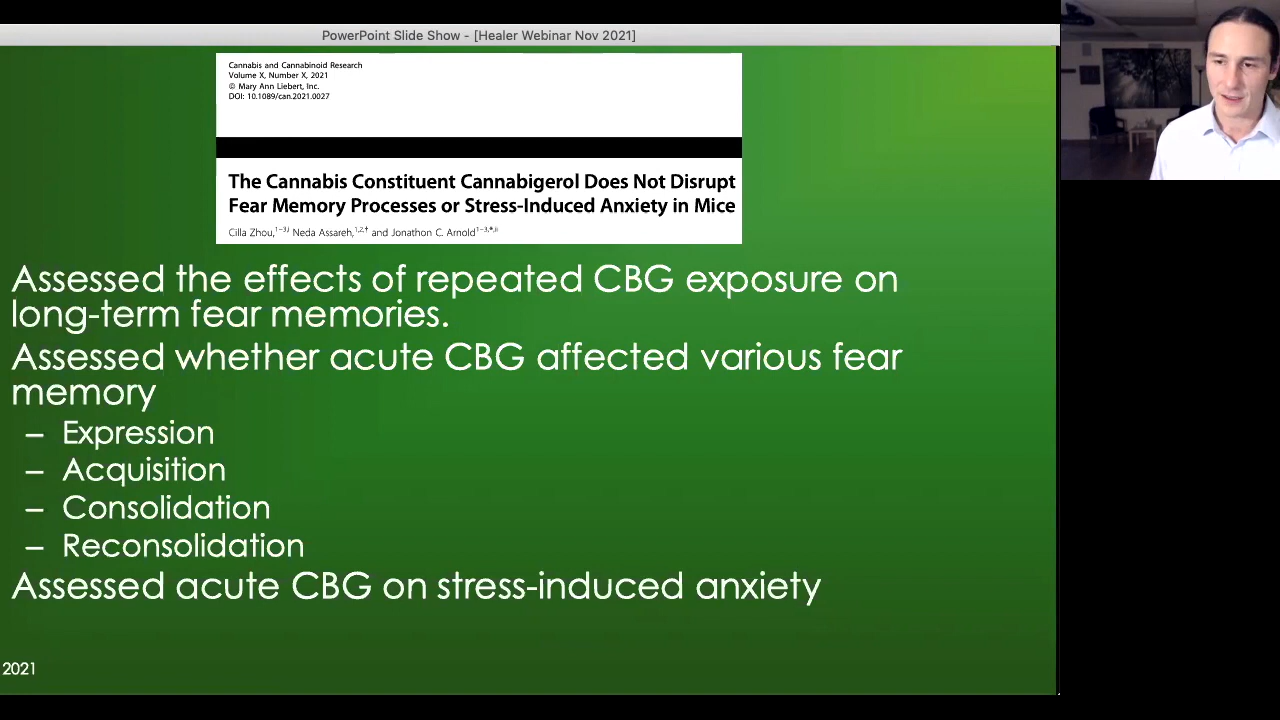 PowerPoint Slide Show - [Healer Webinar Nov 2021]
Cannabis and Cannabinoid Research
Volume X, Number X, 2021
© Mary Ann Liebert, Inc.
DOI: 10.1089/can.2021.0027
The Cannabis Constituent Cannabigerol Does Not Disrupt
Fear Memory Processes or Stress-Induced Anxiety in Mice
Cilla Zhou, Neda Assareh, and Jonathon C. Arnold
Assessed the effects of repeated CBG exposure on
long-term fear memories.
Assessed whether acute CBG affected various fear
memory
– Expression
– Acquisition
– Consolidation
– Reconsolidation
Assessed acute CBG on stress-induced anxiety
2021